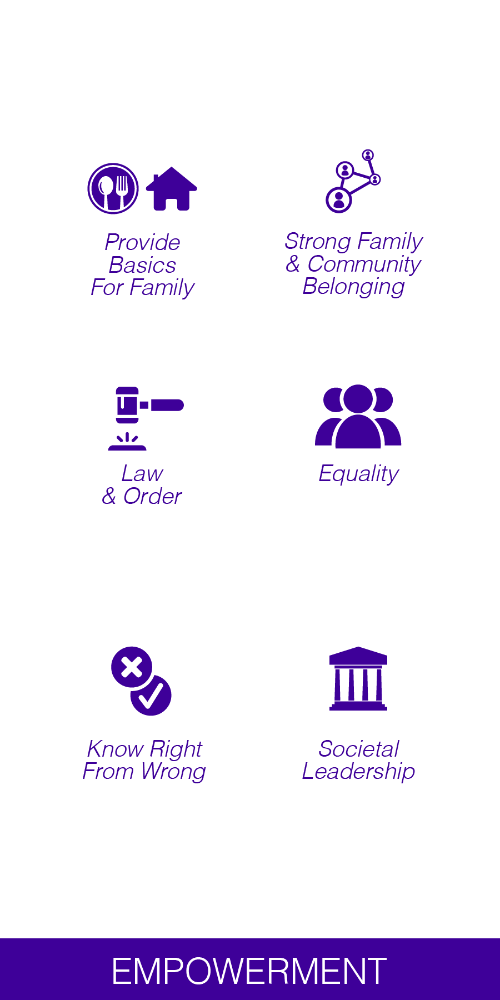 Provide
Basics
For Family
Strong Family
& Community
Belonging
Law
& Order
Equality
Know Right
From Wrong
Societal
Leadership
EMPOWERMENT